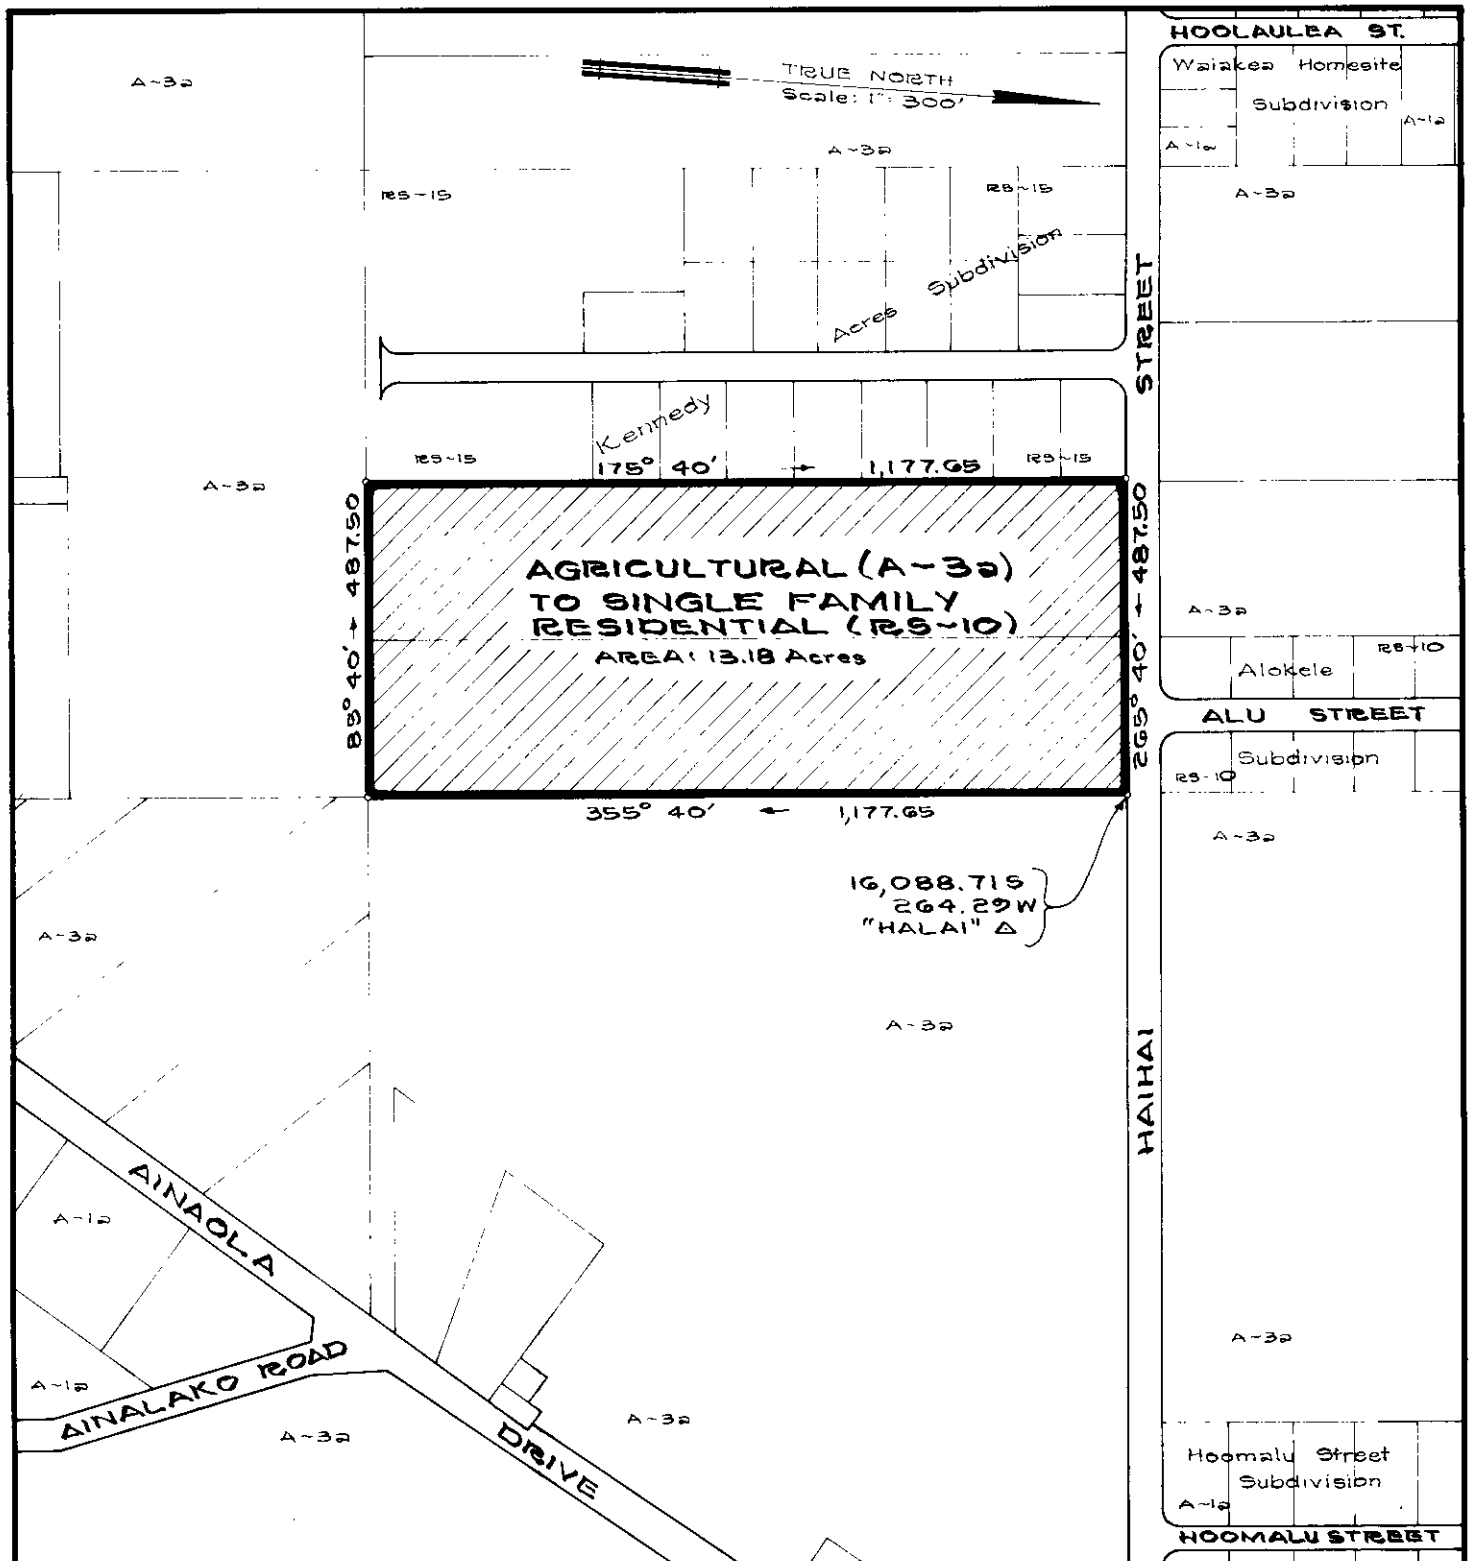 HOOLAULEA ST.
Waiakea Homesite
Subdivision
A~1a
A~1a
A~3a
TRUE NORTH
Scale: 1": 300'
A~3a
A~3a
RS~15
RS~15
Acres Subdivision
STREET
Kennedy
RS~15
RS~15
175° 40' → 1,177.65
A~3a
85° 40' → 487.50
265° 40' ← 487.50
AGRICULTURAL (A~3a)
TO SINGLE FAMILY
RESIDENTIAL (RS~10)
AREA: 13.18 Acres
A~3a
Alokele
RS~10
ALU STREET
Subdivision
RS~10
355° 40' ← 1,177.65
A~3a
16,088.71 S
264.29 W
"HALAI" △
A~3a
A~3a
HAIHAI
AINAOLA
A~1a
A~3a
AINALAKO ROAD
A~1a
A~3a
DRIVE
A~3a
Hoomalu Street
Subdivision
A~1a
HOOMALU STREET